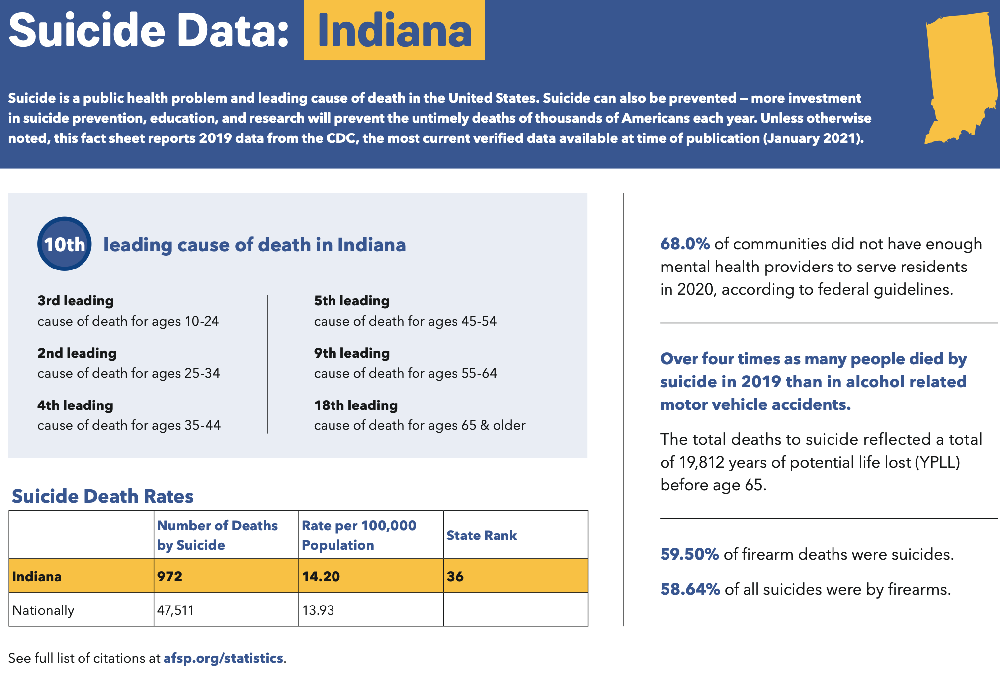 Suicide Data: Indiana
Suicide is a public health problem and leading cause of death in the United States. Suicide can also be prevented – more investment
in suicide prevention, education, and research will prevent the untimely deaths of thousands of Americans each year. Unless otherwise
noted, this fact sheet reports 2019 data from the CDC, the most current verified data available at time of publication (January 2021).
10th leading cause of death in Indiana
3rd leading
cause of death for ages 10-24
2nd leading
cause of death for ages 25-34
4th leading
cause of death for ages 35-44
5th leading
cause of death for ages 45-54
9th leading
cause of death for ages 55-64
18th leading
cause of death for ages 65 & older
Suicide Death Rates
Number of Deaths
by Suicide
Rate per 100,000
Population
State Rank
Indiana 972 14.20 36
Nationally 47,511 13.93
See full list of citations at afsp.org/statistics.
68.0% of communities did not have enough
mental health providers to serve residents
in 2020, according to federal guidelines.
Over four times as many people died by
suicide in 2019 than in alcohol related
motor vehicle accidents.
The total deaths to suicide reflected a total
of 19,812 years of potential life lost (YPLL)
before age 65.
59.50% of firearm deaths were suicides.
58.64% of all suicides were by firearms.